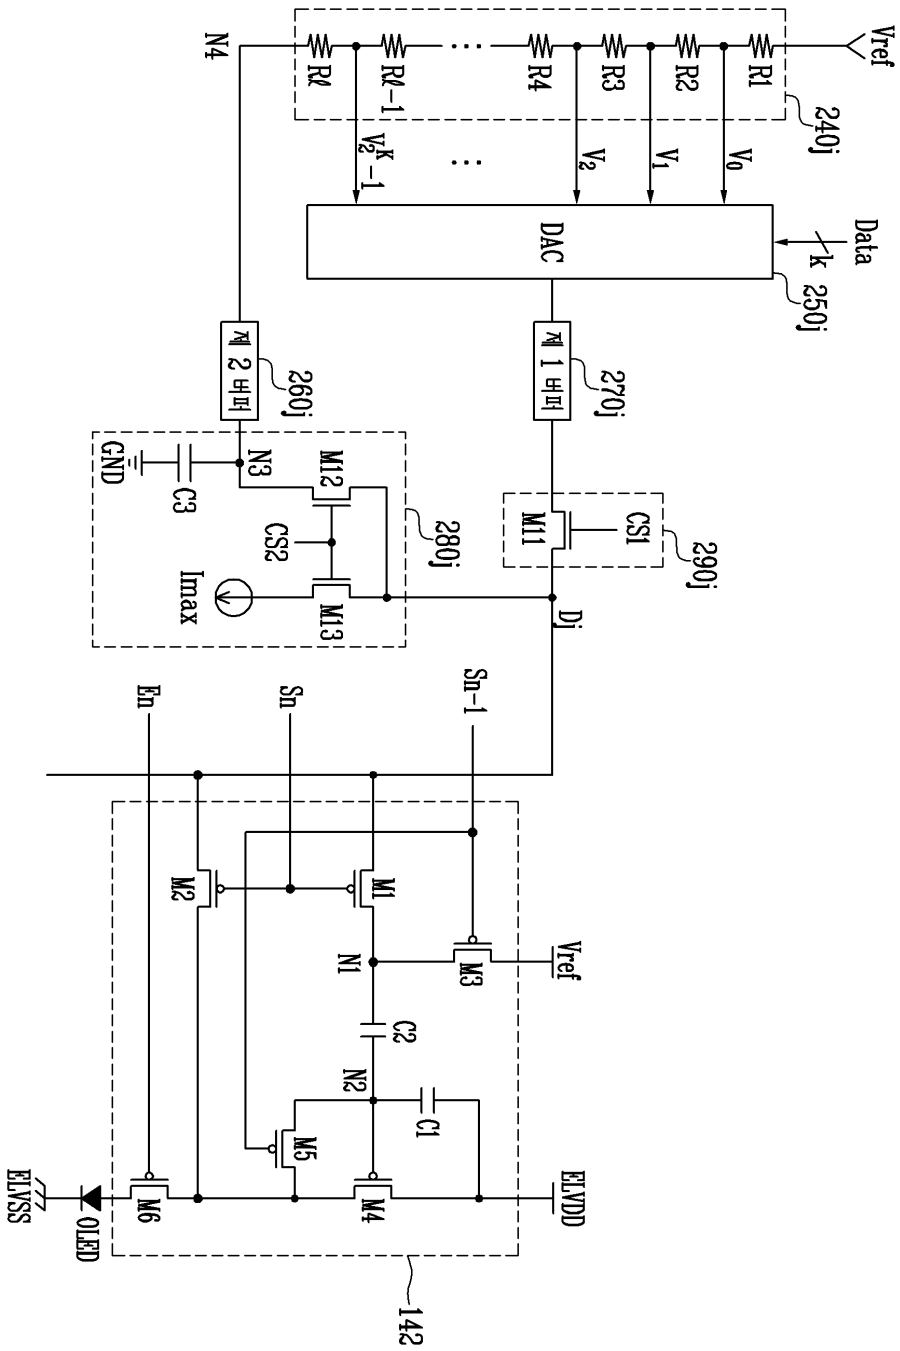 Vref
Data
240j
k
250j
R1
V0
290j
R2
V1
CS1
R3
270j
V2
제 1 버퍼
M11
Dj
Vref
ELVDD
R4
DAC
...
...
Sn-1
M3
280j
142
Rℓ-1
V2K-1
M1
N1
C2
N2
C1
M4
Rℓ
M12
M13
260j
CS2
Sn
M5
N4
제 2 버퍼
N3
C3
Imax
M2
GND
En
M6
OLED
ELVSS